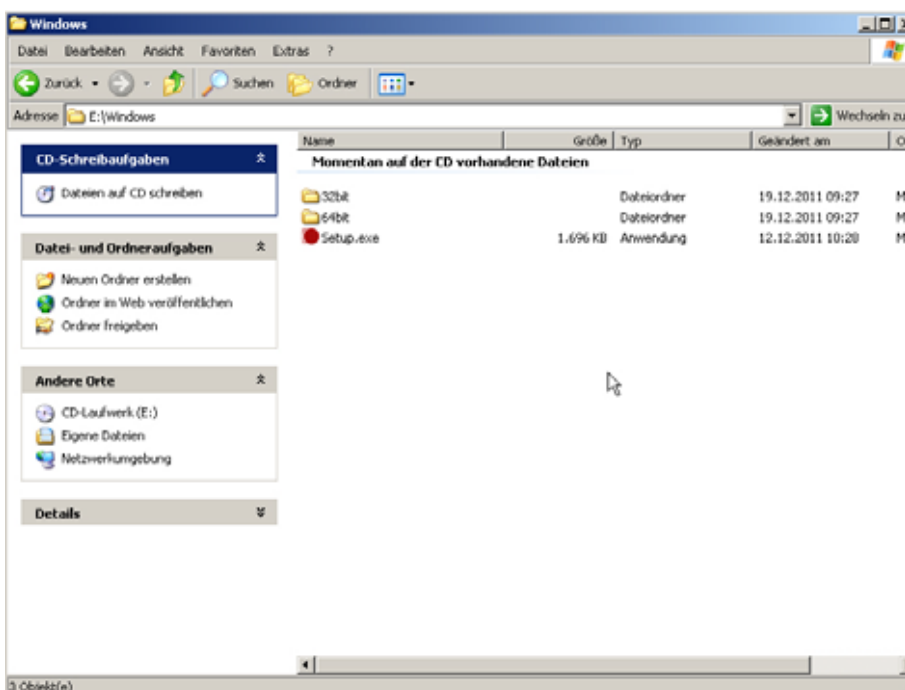 Windows
Datei Bearbeiten Ansicht Favoriten Extras ?
Zurück Suchen Ordner
Adresse E:\Windows Wechseln zu
Name Größe Typ Geändert am
CD-Schreibaufgaben
Momentan auf der CD vorhandene Dateien
Dateien auf CD schreiben
32bit Dateiordner 19.12.2011 09:27
64bit Dateiordner 19.12.2011 09:27
Setup.exe 1.696 KB Anwendung 12.12.2011 10:28
Datei- und Ordneraufgaben
Neuen Ordner erstellen
Ordner im Web veröffentlichen
Ordner freigeben
Andere Orte
CD-Laufwerk (E:)
Eigene Dateien
Netzwerkumgebung
Details
3 Objekt(e)